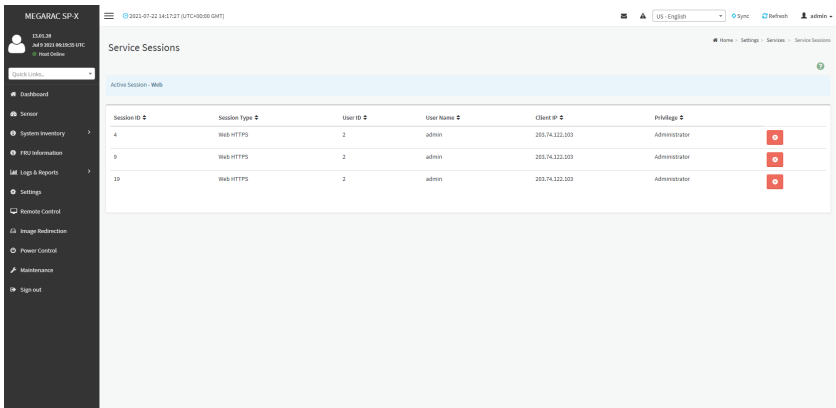 MEGARAC SP-X
2021-07-22 14:17:27 (UTC+00:00 GMT)
US - English
Sync
Refresh
admin
13.01.28
Jul 9 2021 06:19:35 UTC
Host Online
Quick Links...
Dashboard
Sensor
System Inventory
FRU Information
Logs & Reports
Settings
Remote Control
Image Redirection
Power Control
Maintenance
Sign out
Service Sessions
Home > Settings > Services > Service Sessions
Active Session - Web
Session ID Session Type User ID User Name Client IP Privilege
4 Web HTTPS 2 admin 203.74.122.103 Administrator
9 Web HTTPS 2 admin 203.74.122.103 Administrator
19 Web HTTPS 2 admin 203.74.122.103 Administrator